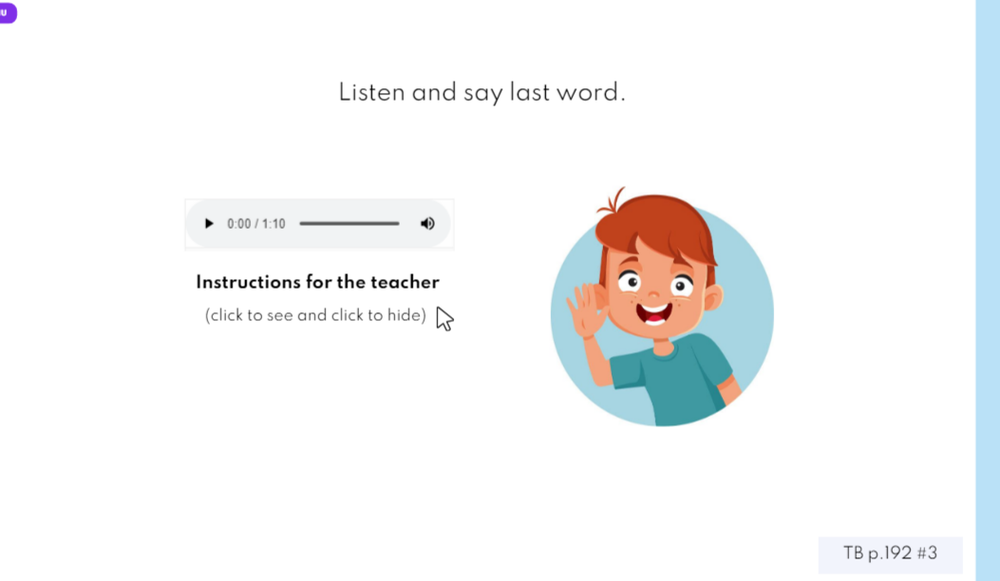 Listen and say last word.
0:00 / 1:10
Instructions for the teacher
(click to see and click to hide)
TB p.192 #3